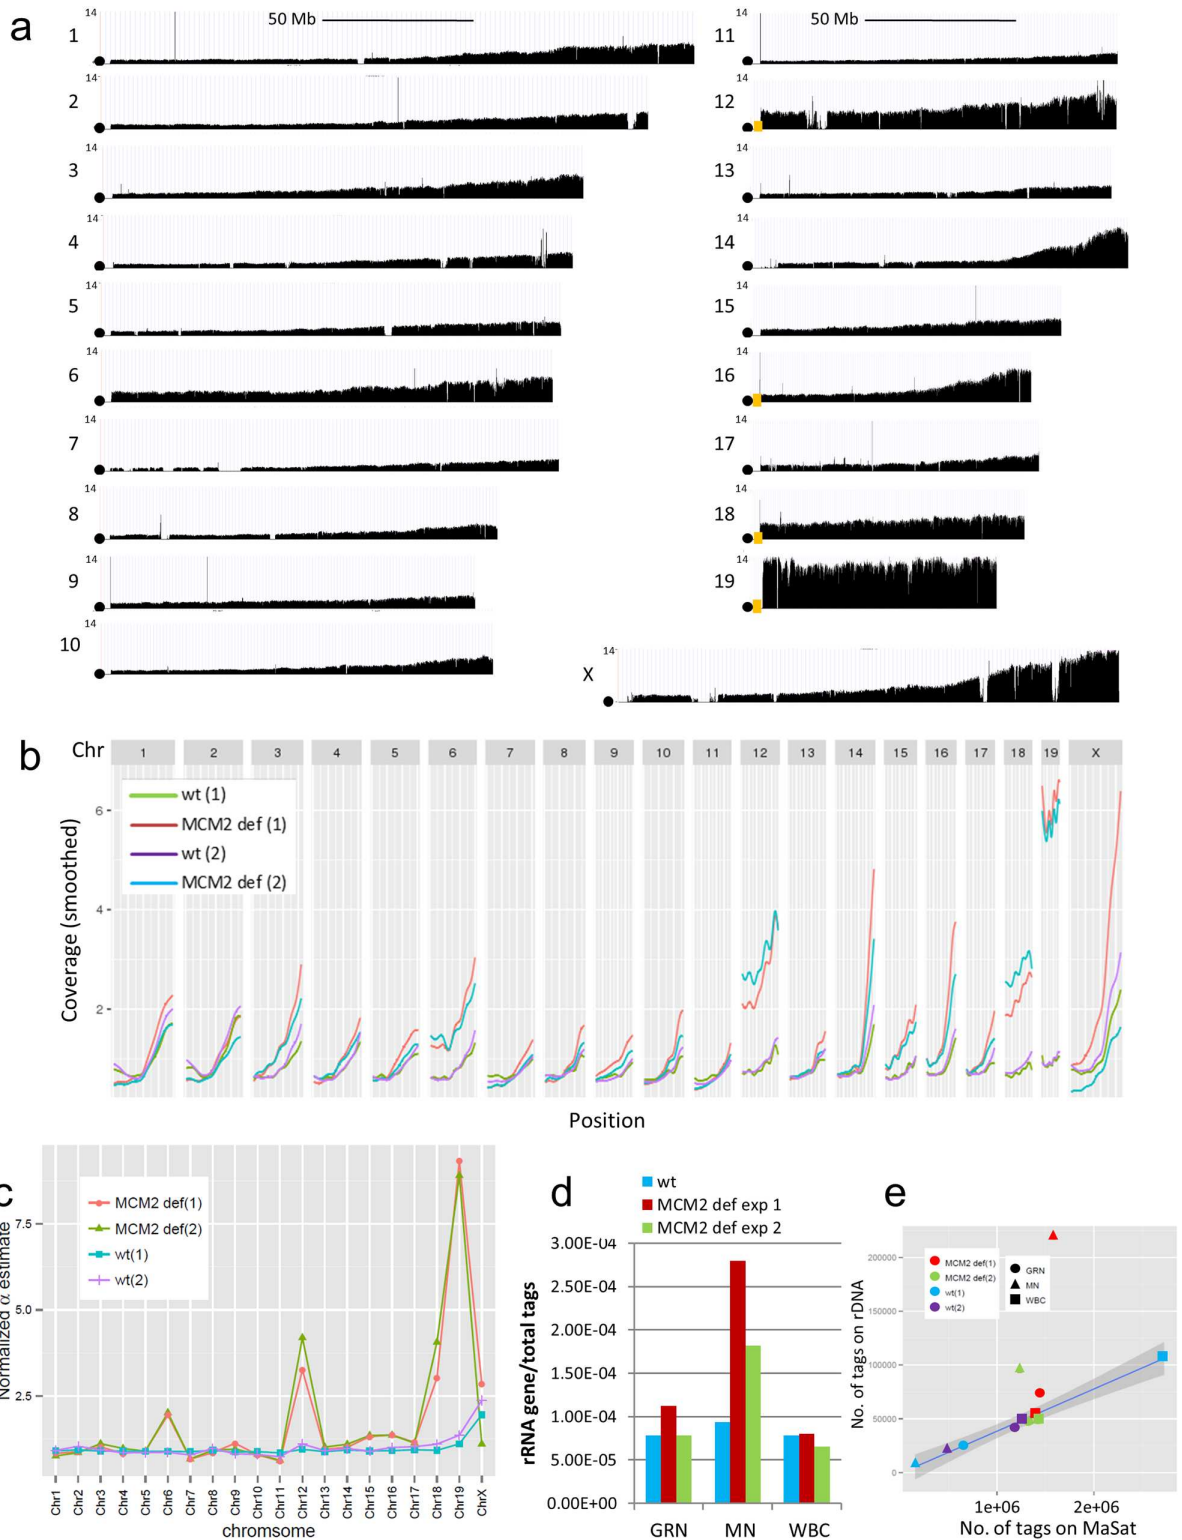 a
50 Mb
50 Mb
1
14
2
14
3
14
4
14
5
14
6
14
7
14
8
14
9
14
10
14
11
14
12
14
13
14
14
14
15
14
16
14
17
14
18
14
19
14
X
14
b
Chr 1 2 3 4 5 6 7 8 9 10 11 12 13 14 15 16 17 18 19 X
wt (1)
MCM2 def (1)
wt (2)
MCM2 def (2)
Coverage (smoothed)
6
4
2
Position
c
MCM2 def(1)
MCM2 def(2)
wt(1)
wt(2)
Normalized α estimate
7.5
5.0
2.5
Chr1 Chr2 Chr3 Chr4 Chr5 Chr6 Chr7 Chr8 Chr9 Chr10 Chr11 Chr12 Chr13 Chr14 Chr15 Chr16 Chr17 Chr18 Chr19 ChrX
chromsome
d
wt
MCM2 def exp 1
MCM2 def exp 2
rRNA gene/total tags
3.00E-04
2.50E-04
2.00E-04
1.50E-04
1.00E-04
5.00E-05
0.00E+00
GRN MN WBC
e
MCM2 def(1)
MCM2 def(2)
wt(1)
wt(2)
GRN
MN
WBC
No. of tags on rDNA
200000
150000
100000
50000
0
1e+06 2e+06
No. of tags on MaSat